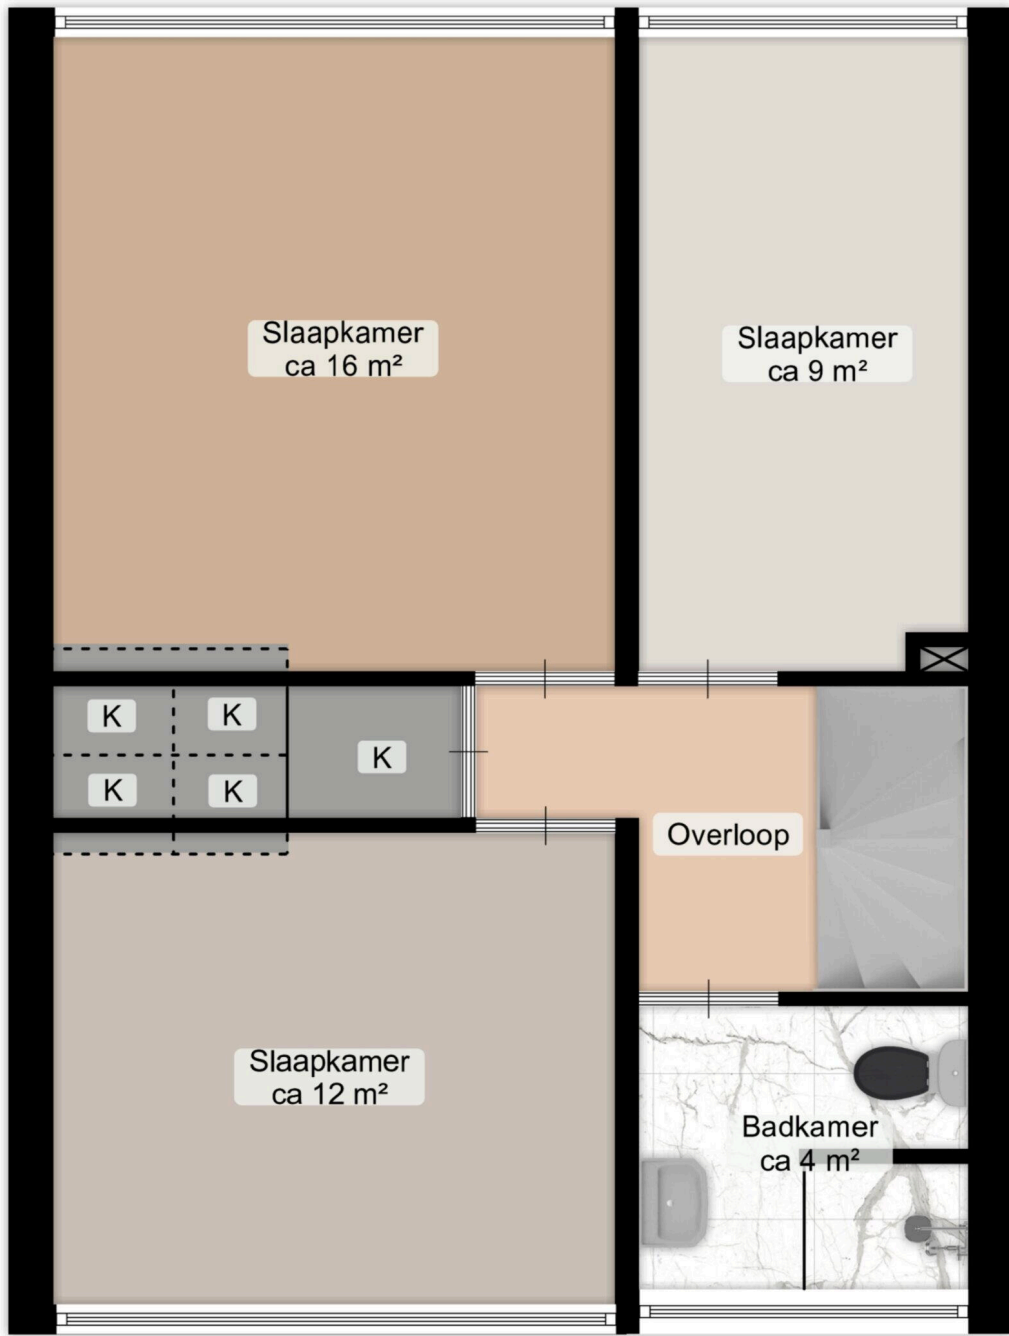 Slaapkamer
ca 16 m²
Slaapkamer
ca 9 m²
K
K
K
K
K
Overloop
Slaapkamer
ca 12 m²
Badkamer
ca 4 m²